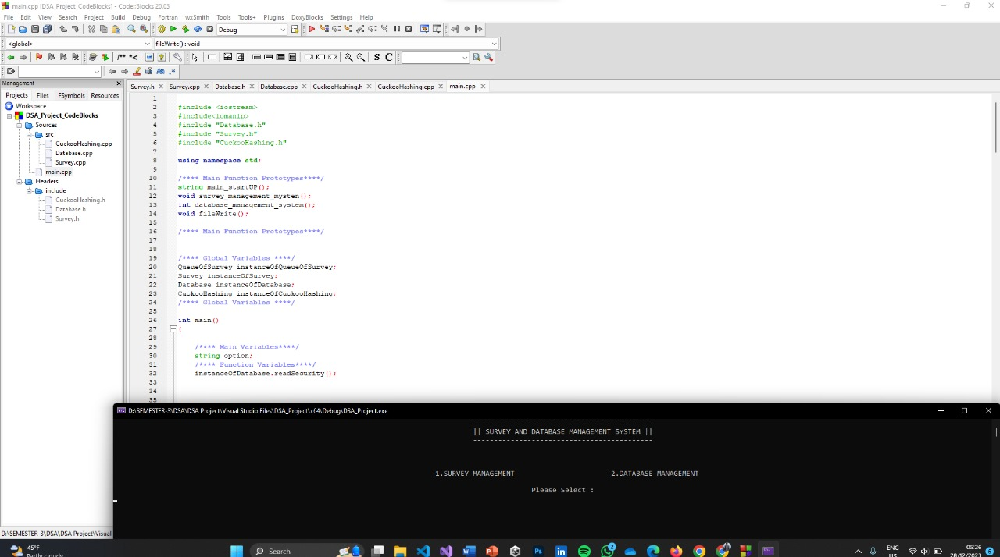 main.cpp [DSA_Project_CodeBlocks] - Code::Blocks 20.03
File Edit View Search Project Build Debug Fortran wxSmith Tools Tools+ Plugins DoxyBlocks Settings Help
Debug
<global>
fileWrite() : void
/** *<
S C
Management
Projects Files FSymbols Resources
Survey.h Survey.cpp Database.h Database.cpp CuckooHashing.h CuckooHashing.cpp main.cpp
Workspace
DSA_Project_CodeBlocks
Sources
src
CuckooHashing.cpp
Database.cpp
Survey.cpp
main.cpp
Headers
include
CuckooHashing.h
Database.h
Survey.h
1
2 #include <iostream>
3 #include<iomanip>
4 #include "Database.h"
5 #include "Survey.h"
6 #include "CuckooHashing.h"
7
8 using namespace std;
9
10 /**** Main Function Prototypes****/
11 string main_startUP();
12 void survey_management_mysten();
13 int database_management_system();
14 void fileWrite();
15
16 /**** Main Function Prototypes****/
17
18
19 /**** Global Variables ****/
20 QueueOfSurvey instanceOfQueueOfSurvey;
21 Survey instanceOfSurvey;
22 Database instanceOfDatabase;
23 CuckooHashing instanceOfCuckooHashing;
24 /**** Global Variables ****/
25
26 int main()
27 {
28
29 /**** Main Variables****/
30 string option;
31 /**** Function Variables****/
32 instanceOfDatabase.readSecurity();
33
34
35
D:\SEMESTER-3\DSA\DSA Project\Visual Studio Files\DSA_Project\x64\Debug\DSA_Project.exe
|| SURVEY AND DATABASE MANAGEMENT SYSTEM ||
1.SURVEY MANAGEMENT 2.DATABASE MANAGEMENT
Please Select :
D:\SEMESTER-3\DSA\DSA Project\Visual
45°F
Partly cloudy
Search
2
ENG
US
05:26
28/12/2023
6